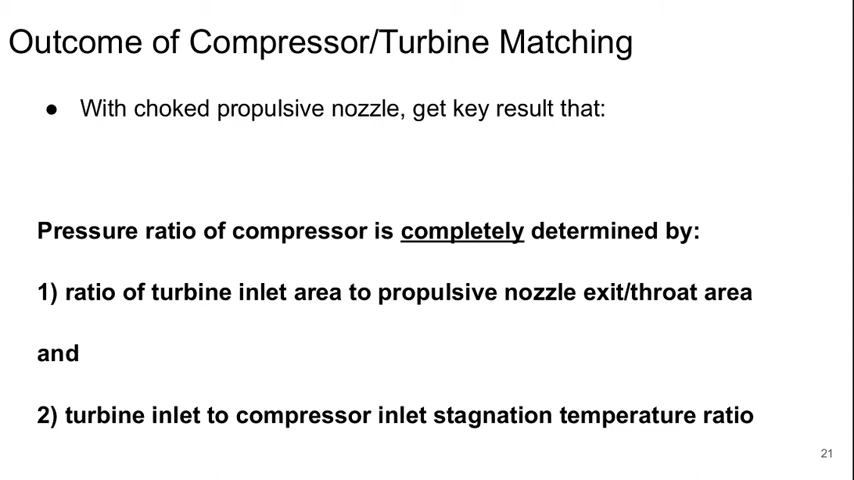 Outcome of Compressor/Turbine Matching
● With choked propulsive nozzle, get key result that:
Pressure ratio of compressor is completely determined by:
1) ratio of turbine inlet area to propulsive nozzle exit/throat area
and
2) turbine inlet to compressor inlet stagnation temperature ratio
21